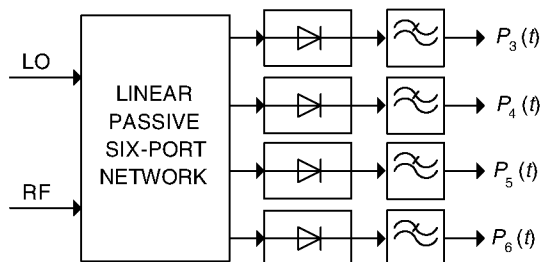 LO
RF
LINEAR
PASSIVE
SIX-PORT
NETWORK
P3(t)
P4(t)
P5(t)
P6(t)